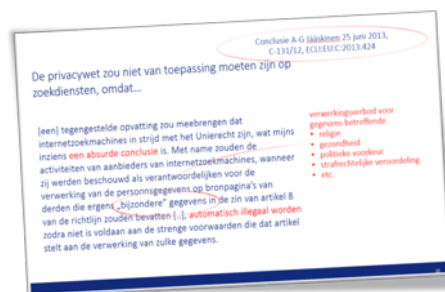 Conclusie A-G Jääskinen 25 juni 2013,
C-131/12, ECLI:EU:C:2013:424
De privacywet zou niet van toepassing moeten zijn op
zoekdiensten, omdat...
[een] tegengestelde opvatting zou meebrengen dat
internetzoekmachines in strijd met het Unierecht zijn, wat mijns
inziens een absurde conclusie is. Met name zouden de
activiteiten van aanbieders van internetzoekmachines, wanneer
zij worden beschouwd als verantwoordelijken voor de
verwerking van de persoonsgegevens op bronpagina's van
derden die ergens „bijzondere" gegevens in de zin van artikel 8
van de richtlijn zouden bevatten [..], automatisch illegaal worden
zodra niet is voldaan aan de strenge voorwaarden die dat artikel
stelt aan de verwerking van zulke gegevens.
verwerkingsverbod voor
gegevens betreffende
• religie
• gezondheid
• politieke voorkeur
• strafrechtelijke veroordeling
• etc.